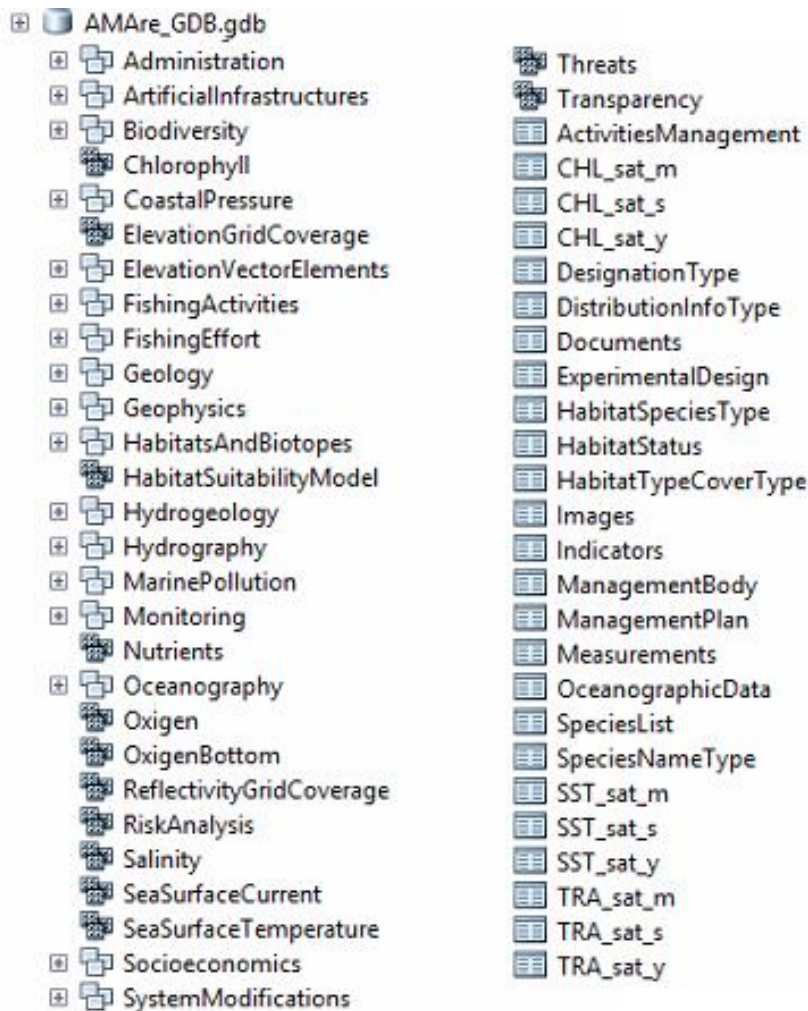 AMAre_GDB.gdb
Administration
ArtificialInfrastructures
Biodiversity
Chlorophyll
CoastalPressure
ElevationGridCoverage
ElevationVectorElements
FishingActivities
FishingEffort
Geology
Geophysics
HabitatsAndBiotopes
HabitatSuitabilityModel
Hydrogeology
Hydrography
MarinePollution
Monitoring
Nutrients
Oceanography
Oxigen
OxigenBottom
ReflectivityGridCoverage
RiskAnalysis
Salinity
SeaSurfaceCurrent
SeaSurfaceTemperature
Socioeconomics
SystemModifications
Threats
Transparency
ActivitiesManagement
CHL_sat_m
CHL_sat_s
CHL_sat_y
DesignationType
DistributionInfoType
Documents
ExperimentalDesign
HabitatSpeciesType
HabitatStatus
HabitatTypeCoverType
Images
Indicators
ManagementBody
ManagementPlan
Measurements
OceanographicData
SpeciesList
SpeciesNameType
SST_sat_m
SST_sat_s
SST_sat_y
TRA_sat_m
TRA_sat_s
TRA_sat_y